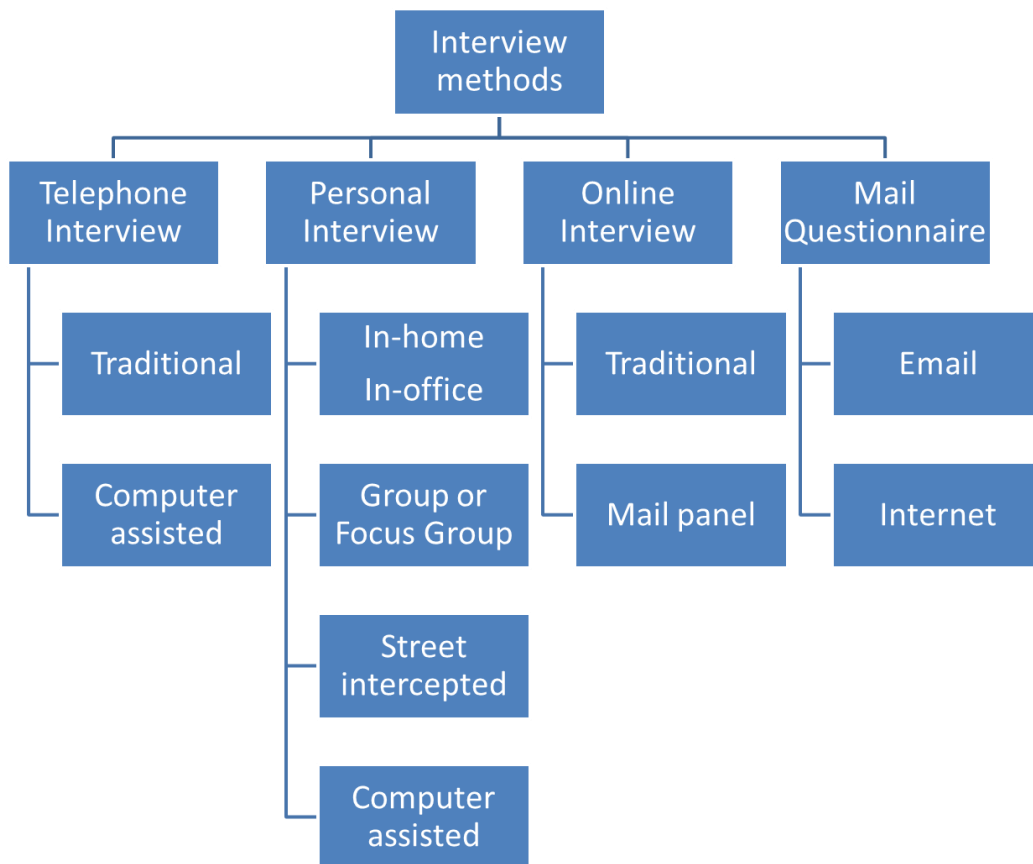 Interview
methods
Telephone
Interview
Personal
Interview
Online
Interview
Mail
Questionnaire
Traditional
Computer
assisted
In-home
In-office
Group or
Focus Group
Street
intercepted
Computer
assisted
Traditional
Mail panel
Email
Internet